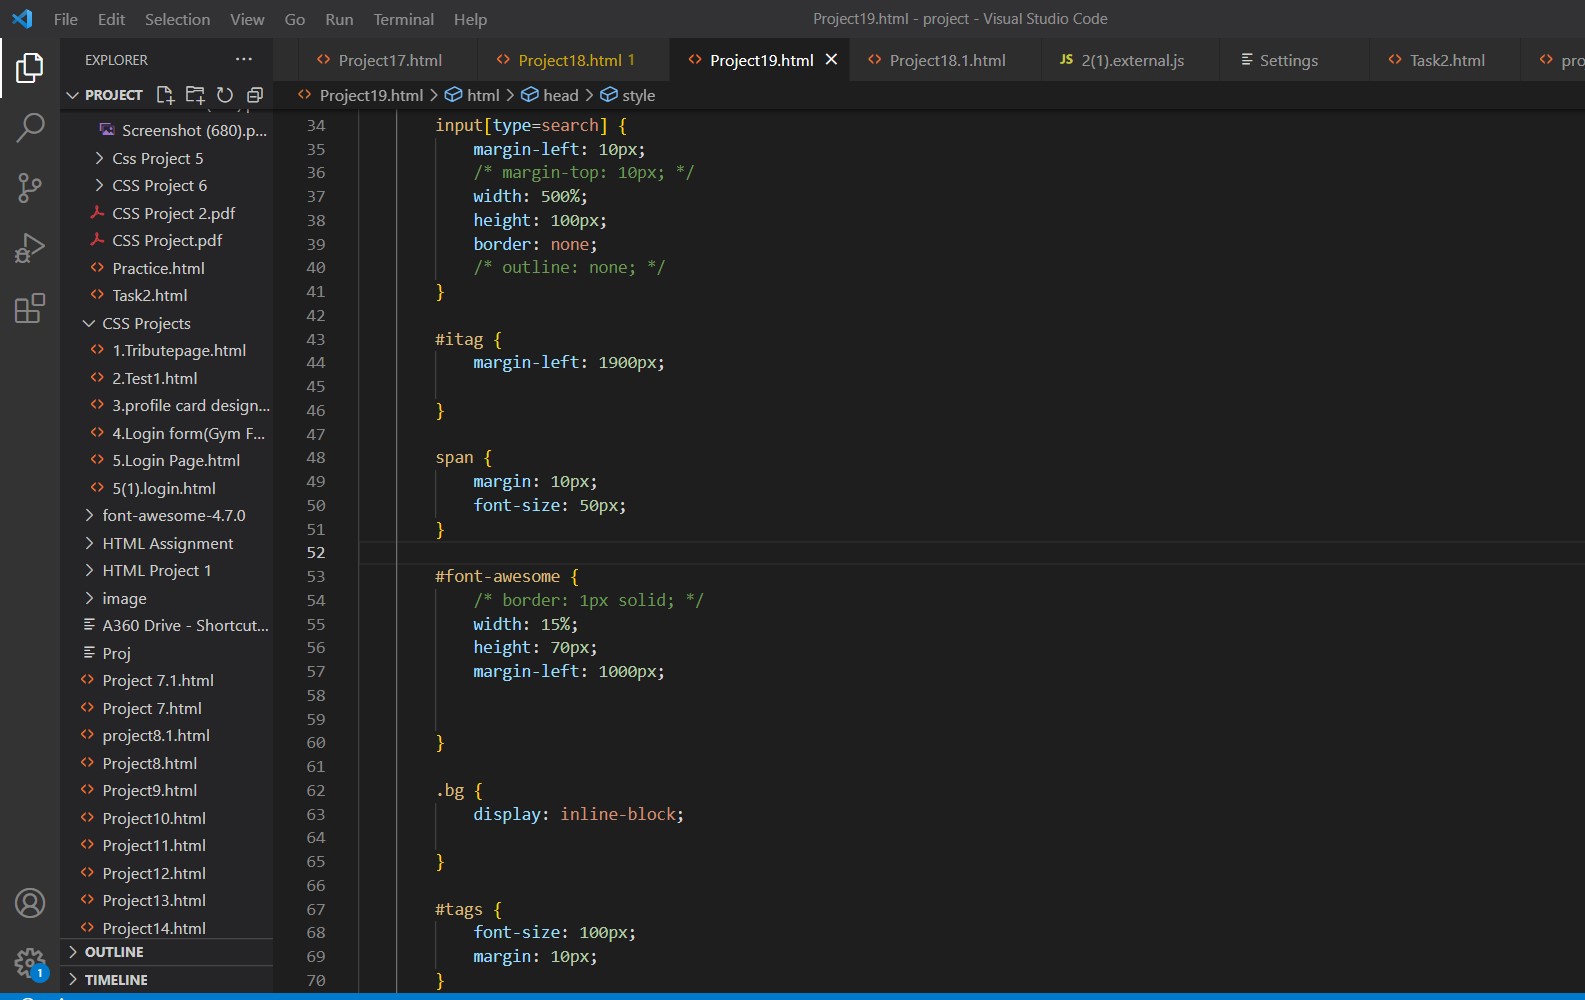 File Edit Selection View Go Run Terminal Help
Project19.html - project - Visual Studio Code
EXPLORER ...
Project17.html
Project18.html 1
Project19.html
Project18.1.html
JS 2(1).external.js
Settings
Task2.html
pro
PROJECT
Project19.html > html > head > style
Screenshot (680).p...
Css Project 5
CSS Project 6
CSS Project 2.pdf
CSS Project.pdf
Practice.html
Task2.html
CSS Projects
1.Tributepage.html
2.Test1.html
3.profile card design...
4.Login form(Gym F...
5.Login Page.html
5(1).login.html
font-awesome-4.7.0
HTML Assignment
HTML Project 1
image
A360 Drive - Shortcut...
Proj
Project 7.1.html
Project 7.html
project8.1.html
Project8.html
Project9.html
Project10.html
Project11.html
Project12.html
Project13.html
Project14.html
OUTLINE
TIMELINE
1
34 input[type=search] {
35 margin-left: 10px;
36 /* margin-top: 10px; */
37 width: 500%;
38 height: 100px;
39 border: none;
40 /* outline: none; */
41 }
42
43 #itag {
44 margin-left: 1900px;
45
46 }
47
48 span {
49 margin: 10px;
50 font-size: 50px;
51 }
52
53 #font-awesome {
54 /* border: 1px solid; */
55 width: 15%;
56 height: 70px;
57 margin-left: 1000px;
58
59
60 }
61
62 .bg {
63 display: inline-block;
64
65 }
66
67 #tags {
68 font-size: 100px;
69 margin: 10px;
70 }